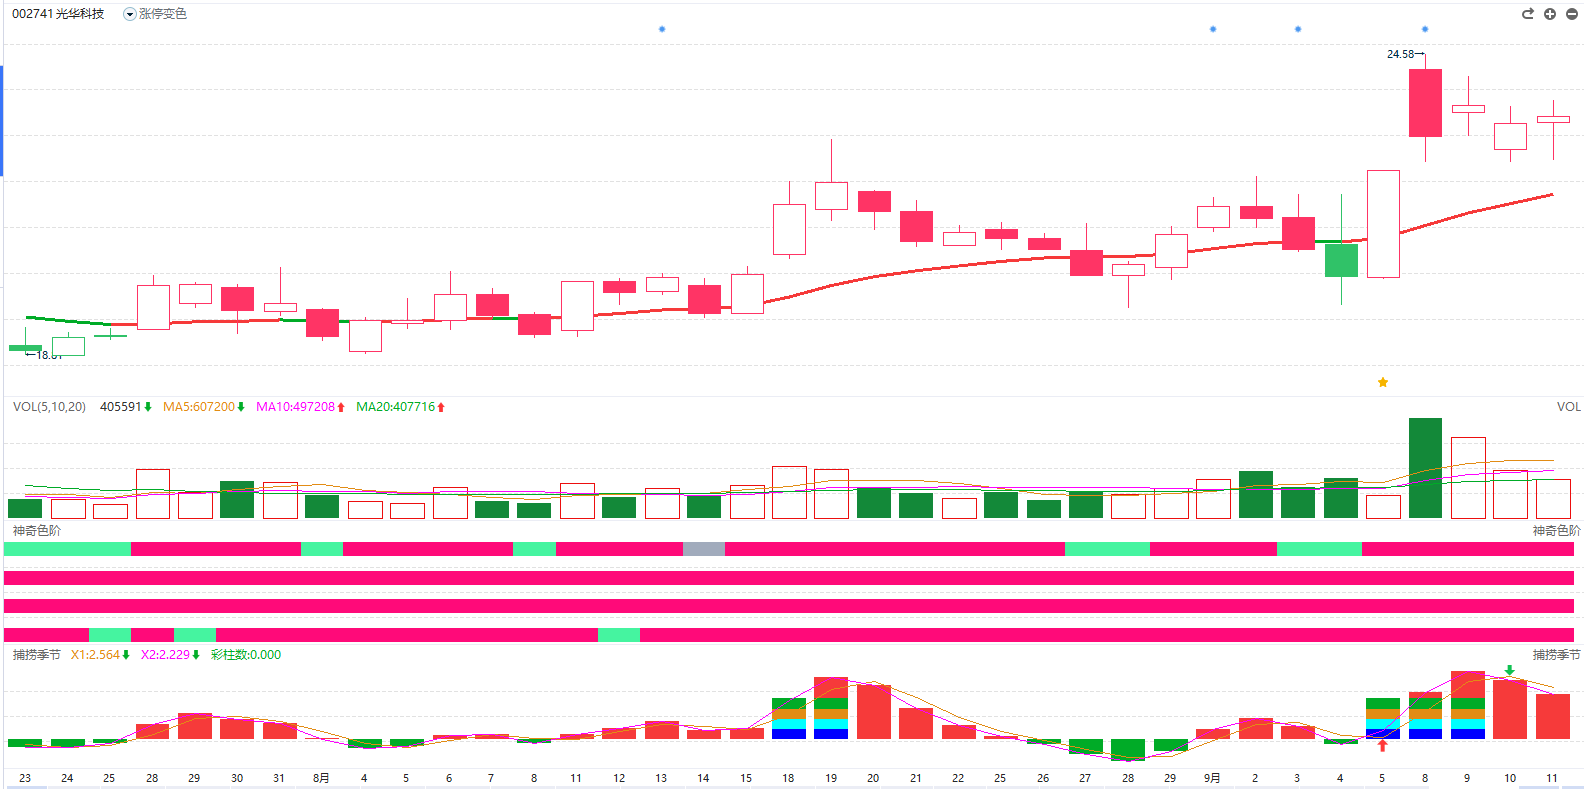 002741 光华科技 涨停变色
24.58→
VOL(5,10,20) 405591 MA5:607200 MA10:497208 MA20:407716 VOL
神奇色阶 神奇色阶
捕捞季节 X1:2.564 X2:2.229 彩柱数:0.000 捕捞季节
23 24 25 28 29 30 31 8月 4 5 6 7 8 11 12 13 14 15 18 19 20 21 22 25 26 27 28 29 9月 2 3 4 5 8 9 10 11